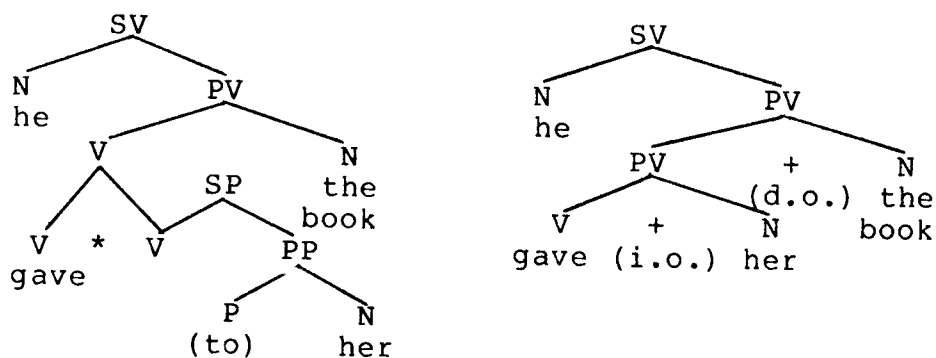 SV
N PV
he
V N
SP the
book
V * V PP
gave
P N
(to) her
SV
N PV
he
PV + N
(d.o.) the
V + N book
gave (i.o.) her